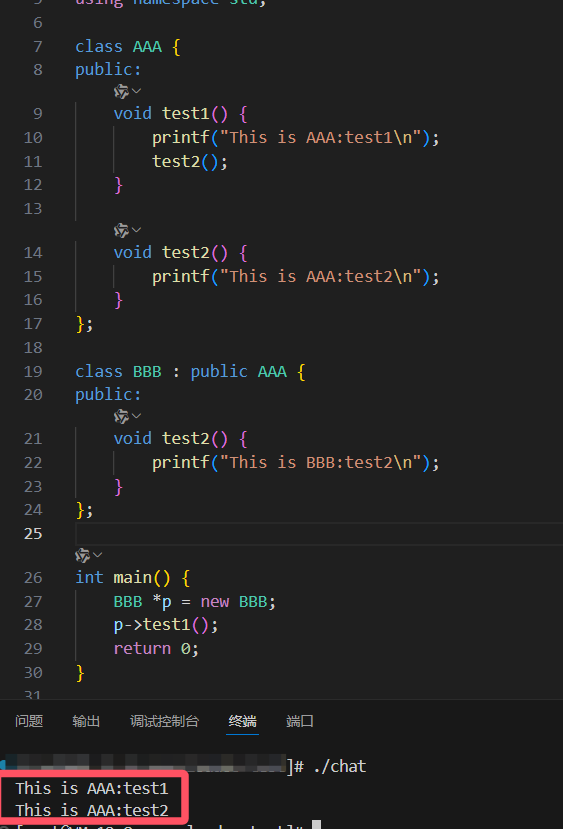 5 using namespace std;
6
7 class AAA {
8 public:
9 void test1() {
10 printf("This is AAA:test1\n");
11 test2();
12 }
13
14 void test2() {
15 printf("This is AAA:test2\n");
16 }
17 };
18
19 class BBB : public AAA {
20 public:
21 void test2() {
22 printf("This is BBB:test2\n");
23 }
24 };
25
26 int main() {
27 BBB *p = new BBB;
28 p->test1();
29 return 0;
30 }
31
问题 输出 调试控制台 终端 端口
]# ./chat
This is AAA:test1
This is AAA:test2